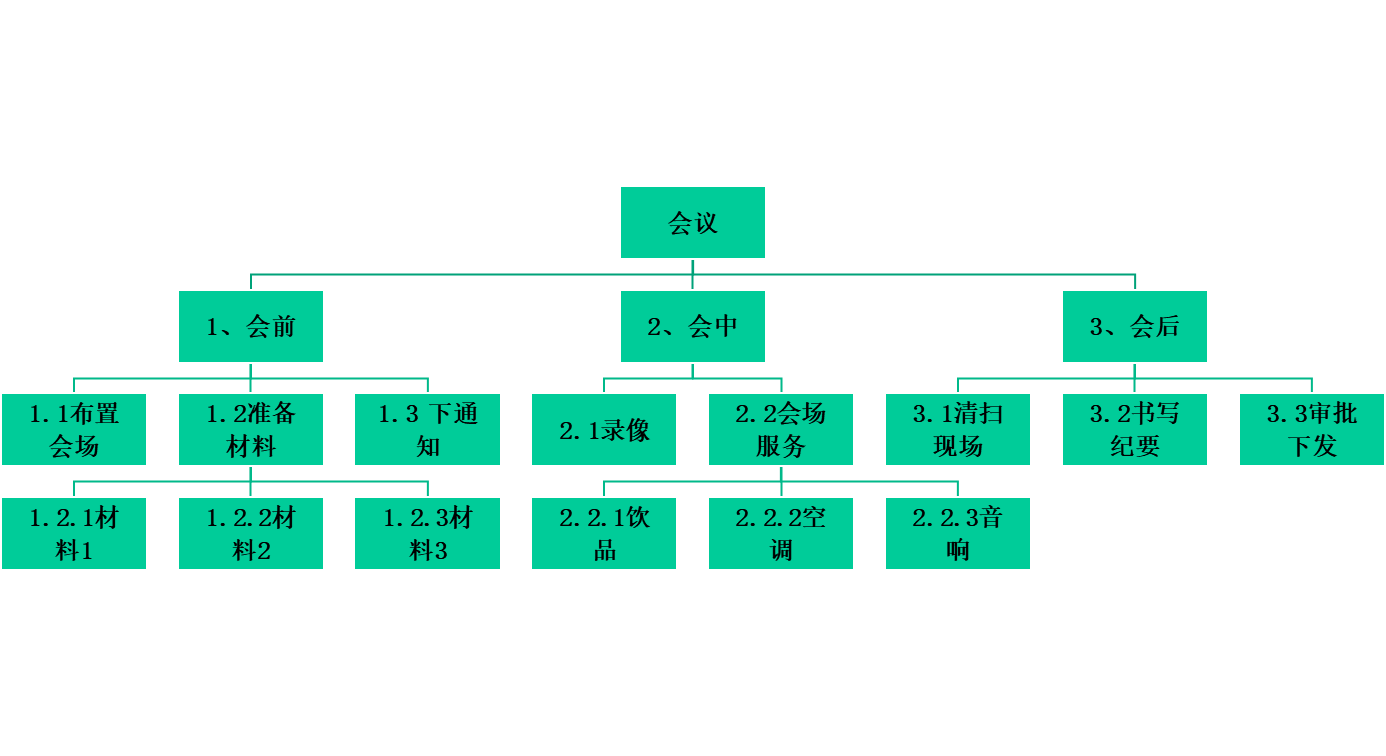 会议
1、会前
2、会中
3、会后
1.1布置
会场
1.2准备
材料
1.3 下通
知
2.1录像
2.2会场
服务
3.1清扫
现场
3.2书写
纪要
3.3审批
下发
1.2.1材
料1
1.2.2材
料2
1.2.3材
料3
2.2.1饮
品
2.2.2空
调
2.2.3音
响